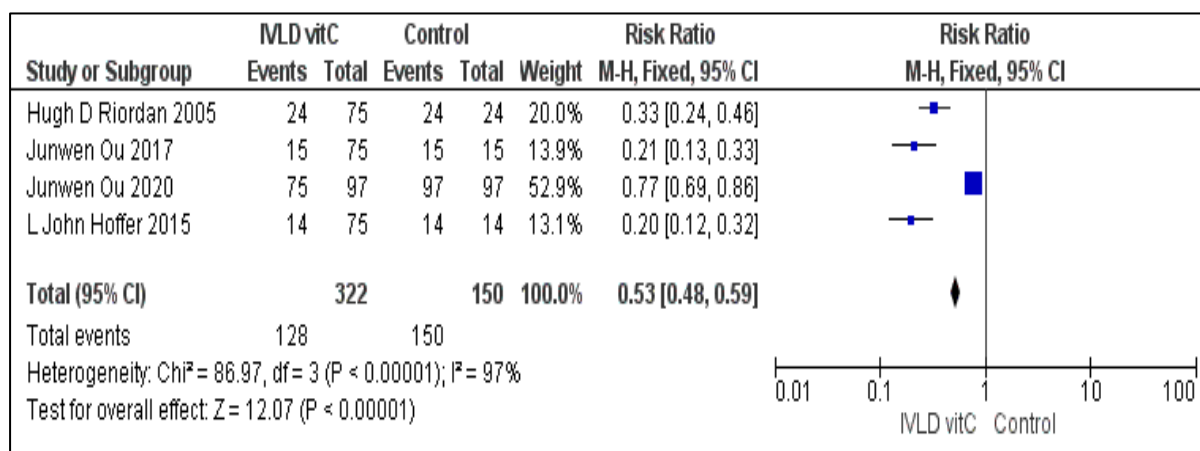 IVLD vitC Control Risk Ratio Risk Ratio
Study or Subgroup Events Total Events Total Weight M-H, Fixed, 95% CI M-H, Fixed, 95% CI
Hugh D Riordan 2005 24 75 24 24 20.0% 0.33 [0.24, 0.46]
Junwen Ou 2017 15 75 15 15 13.9% 0.21 [0.13, 0.33]
Junwen Ou 2020 75 97 97 97 52.9% 0.77 [0.69, 0.86]
L John Hoffer 2015 14 75 14 14 13.1% 0.20 [0.12, 0.32]
Total (95% CI) 322 150 100.0% 0.53 [0.48, 0.59]
Total events 128 150
Heterogeneity: Chi² = 86.97, df = 3 (P < 0.00001); I² = 97%
Test for overall effect: Z = 12.07 (P < 0.00001)
0.01 0.1 1 10 100
IVLD vitC Control